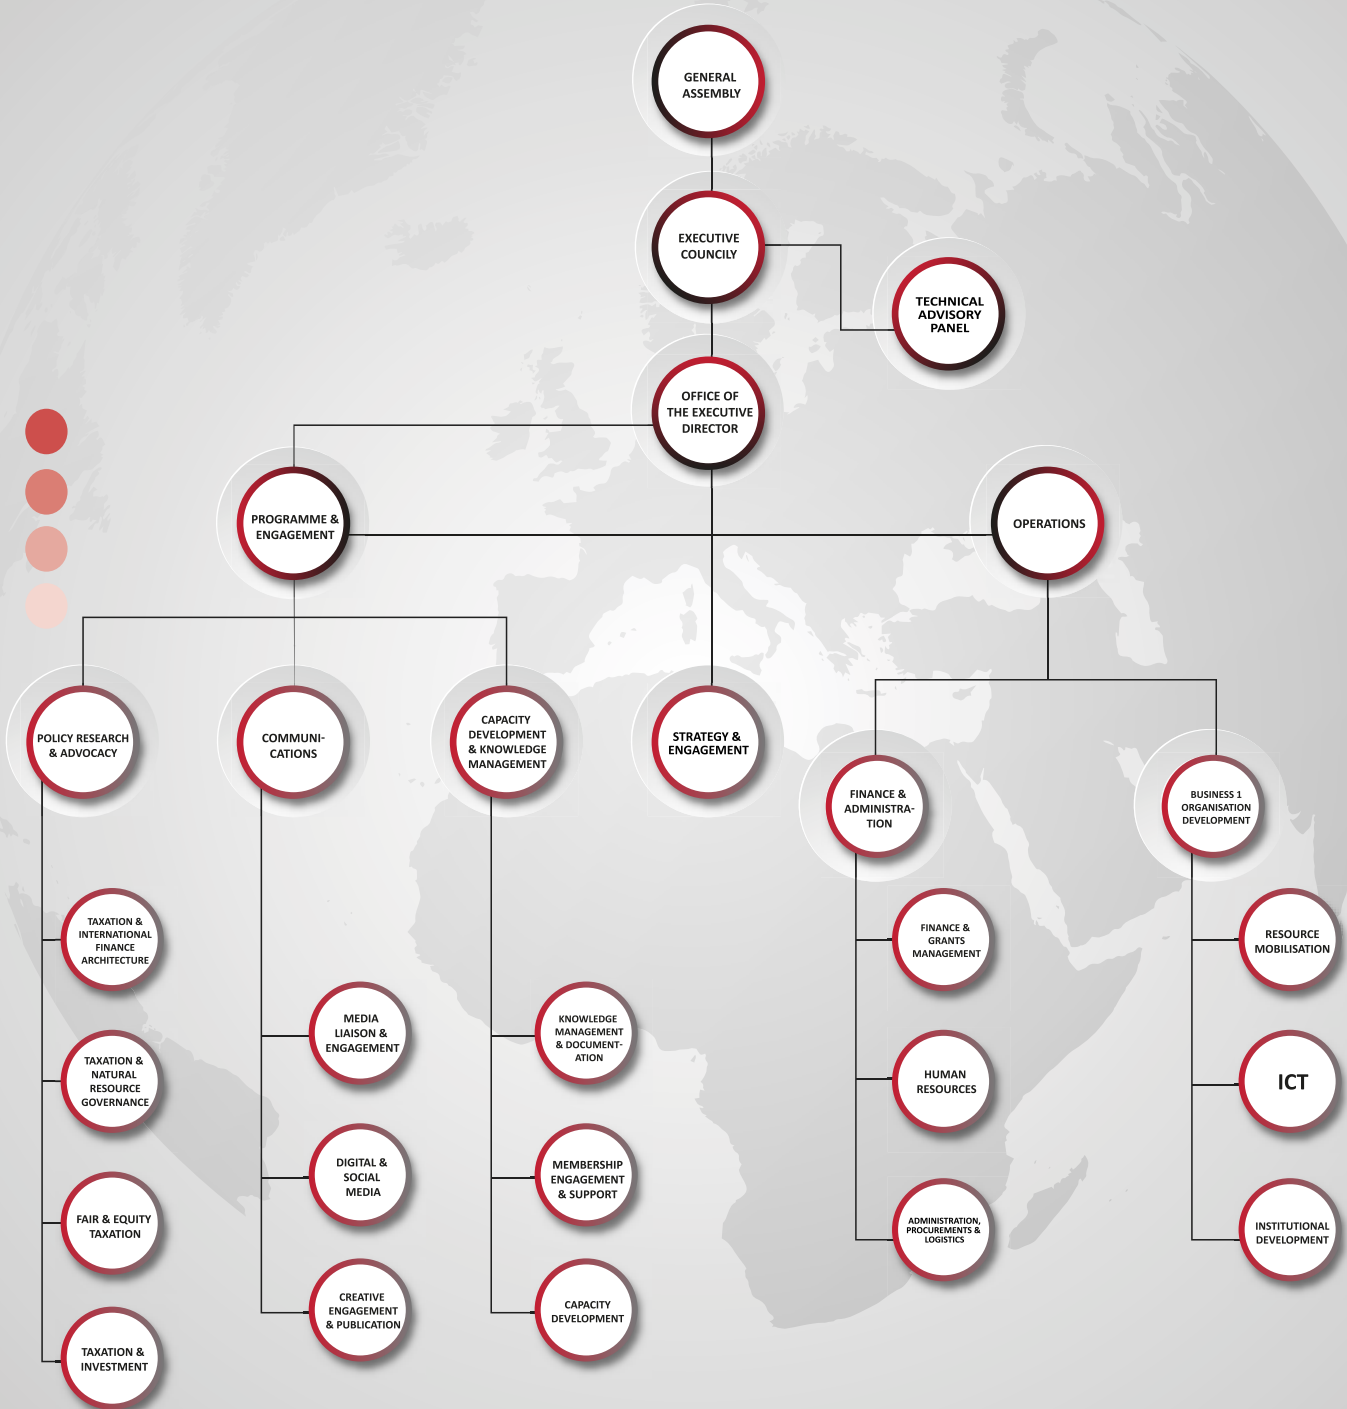 GENERAL
ASSEMBLY
EXECUTIVE
COUNCILY
TECHNICAL
ADVISORY
PANEL
OFFICE OF
THE EXECUTIVE
DIRECTOR
PROGRAMME &
ENGAGEMENT
OPERATIONS
POLICY RESEARCH
& ADVOCACY
COMMUNI-
CATIONS
CAPACITY
DEVELOPMENT
& KNOWLEDGE
MANAGEMENT
STRATEGY &
ENGAGEMENT
FINANCE &
ADMINISTRA-
TION
BUSINESS 1
ORGANISATION
DEVELOPMENT
TAXATION &
INTERNATIONAL
FINANCE
ARCHITECTURE
TAXATION &
NATURAL
RESOURCE
GOVERNANCE
FAIR & EQUITY
TAXATION
TAXATION &
INVESTMENT
MEDIA
LIAISON &
ENGAGEMENT
DIGITAL &
SOCIAL
MEDIA
CREATIVE
ENGAGEMENT
& PUBLICATION
KNOWLEDGE
MANAGEMENT
& DOCUMENT-
ATION
MEMBERSHIP
ENGAGEMENT
& SUPPORT
CAPACITY
DEVELOPMENT
FINANCE &
GRANTS
MANAGEMENT
HUMAN
RESOURCES
ADMINISTRATION,
PROCUREMENTS &
LOGISTICS
RESOURCE
MOBILISATION
ICT
INSTITUTIONAL
DEVELOPMENT